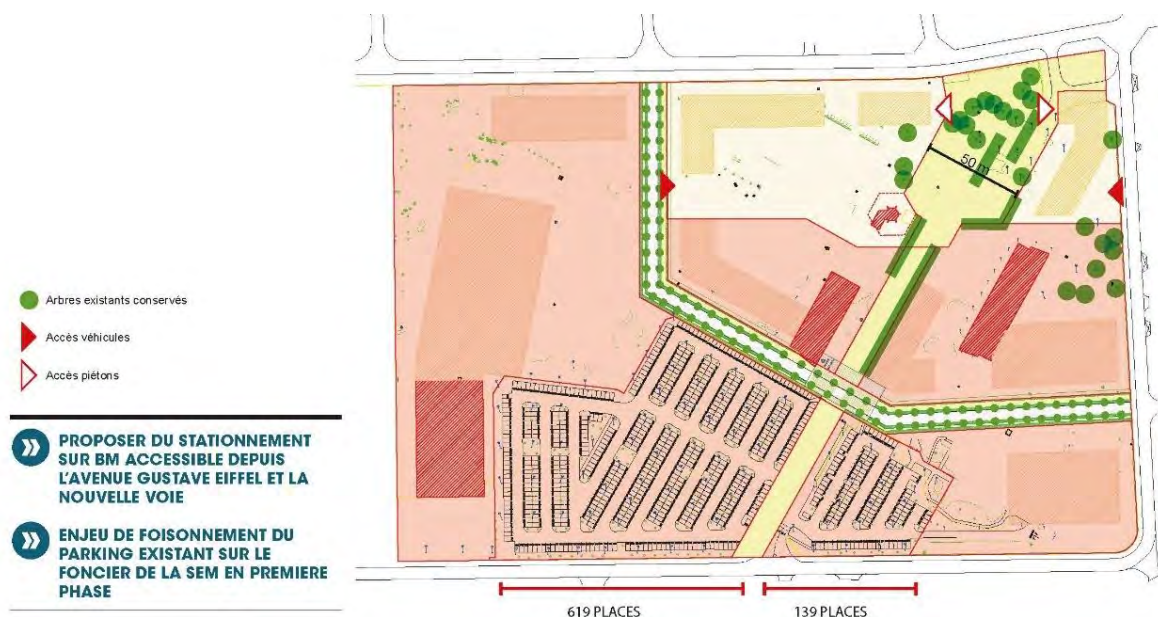 Arbres existants conservés
Accès véhicules
Accès piétons
PROPOSER DU STATIONNEMENT
SUR BM ACCESSIBLE DEPUIS
L'AVENUE GUSTAVE EIFFEL ET LA
NOUVELLE VOIE
ENJEU DE FOISONNEMENT DU
PARKING EXISTANT SUR LE
FONCIER DE LA SEM EN PREMIERE
PHASE
50 m
619 PLACES
139 PLACES